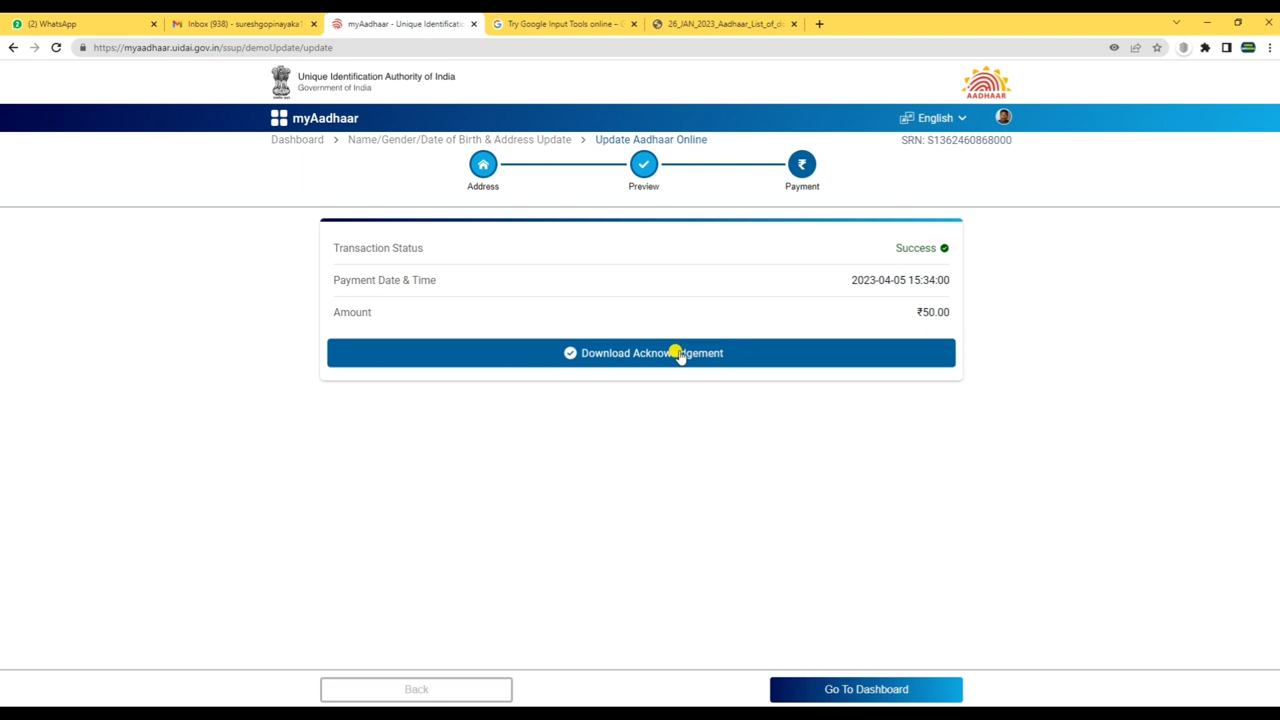 (2) WhatsApp
Inbox (938) - sureshgopinayaka
myAadhaar - Unique Identificati
Try Google Input Tools online –
26_JAN_2023_Aadhaar_List_of_d
https://myaadhaar.uidai.gov.in/ssup/demoUpdate/update
Unique Identification Authority of India
Government of India
AADHAAR
myAadhaar
English
Dashboard > Name/Gender/Date of Birth & Address Update > Update Aadhaar Online
SRN: S1362460868000
₹
Address
Preview
Payment
Transaction Status Success
Payment Date & Time 2023-04-05 15:34:00
Amount ₹50.00
Download Acknowledgement
Back
Go To Dashboard